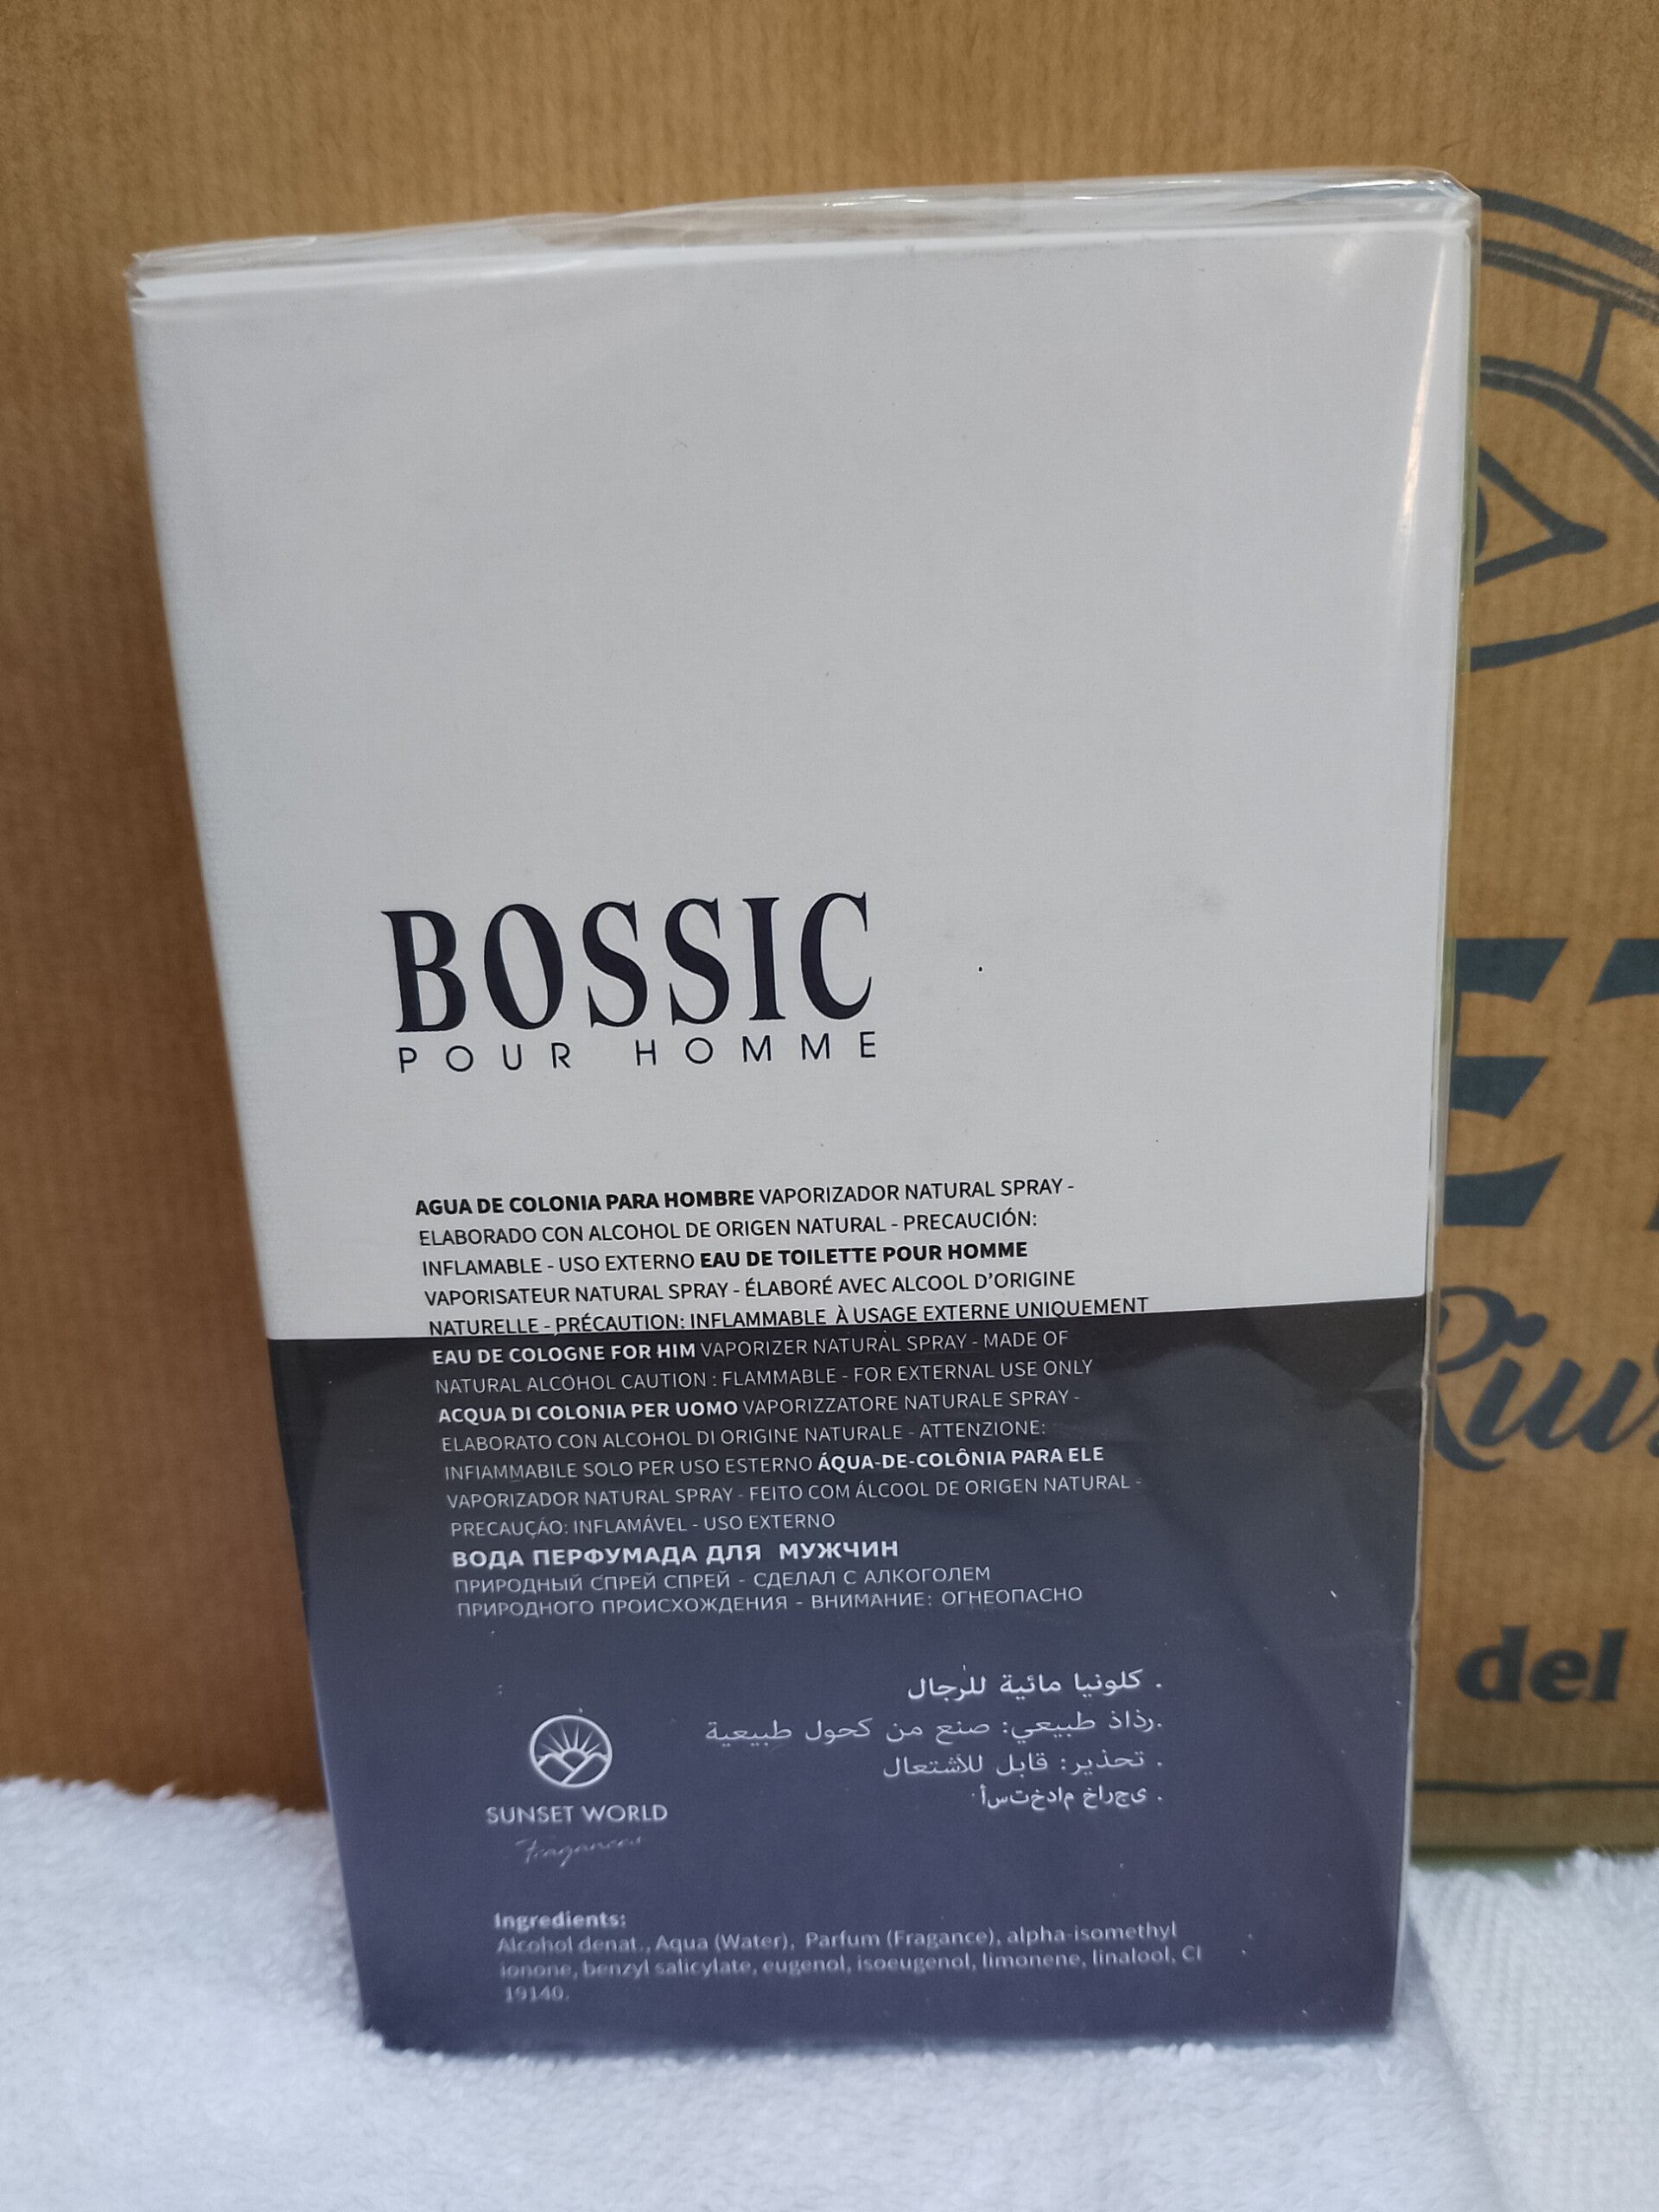 BOSSIC
POUR HOMME
AGUA DE COLONIA PARA HOMBRE VAPORIZADOR NATURAL SPRAY -
ELABORADO CON ALCOHOL DE ORIGEN NATURAL - PRECAUCIÓN:
INFLAMABLE - USO EXTERNO EAU DE TOILETTE POUR HOMME
VAPORISATEUR NATURAL SPRAY - ÉLABORÉ AVEC ALCOOL D'ORIGINE
NATURELLE - PRÉCAUTION: INFLAMMABLE À USAGE EXTERNE UNIQUEMENT
EAU DE COLOGNE FOR HIM VAPORIZER NATURAL SPRAY - MADE OF
NATURAL ALCOHOL CAUTION : FLAMMABLE - FOR EXTERNAL USE ONLY
ACQUA DI COLONIA PER UOMO VAPORIZZATORE NATURALE SPRAY -
ELABORATO CON ALCOHOL DI ORIGINE NATURALE - ATTENZIONE:
INFIAMMABILE SOLO PER USO ESTERNO ÁQUA-DE-COLÔNIA PARA ELE
VAPORIZADOR NATURAL SPRAY - FEITO COM ÁLCOOL DE ORIGEN NATURAL -
PRECAUÇÁO: INFLAMÁVEL - USO EXTERNO
ВОДА ПЕРФУМАДА ДЛЯ МУЖЧИН
ПРИРОДНЫЙ СПРЕЙ СПРЕЙ - СДЕЛАЛ С АЛКОГОЛЕМ
ПРИРОДНОГО ПРОИСХОЖДЕНИЯ - ВНИМАНИЕ: ОГНЕОПАСНО
. كلونيا مائية للرجال
.رذاذ طبيعي: صنع من كحول طبيعية
. تحذير: قابل للأشتعال
SUNSET WORLD
Fragances
Ingredients:
Alcohol denat., Aqua (Water), Parfum (Fragance), alpha-isomethyl
ionone, benzyl salicylate, eugenol, isoeugenol, limonene, linalool, CI
19140.
ET
Riu
del